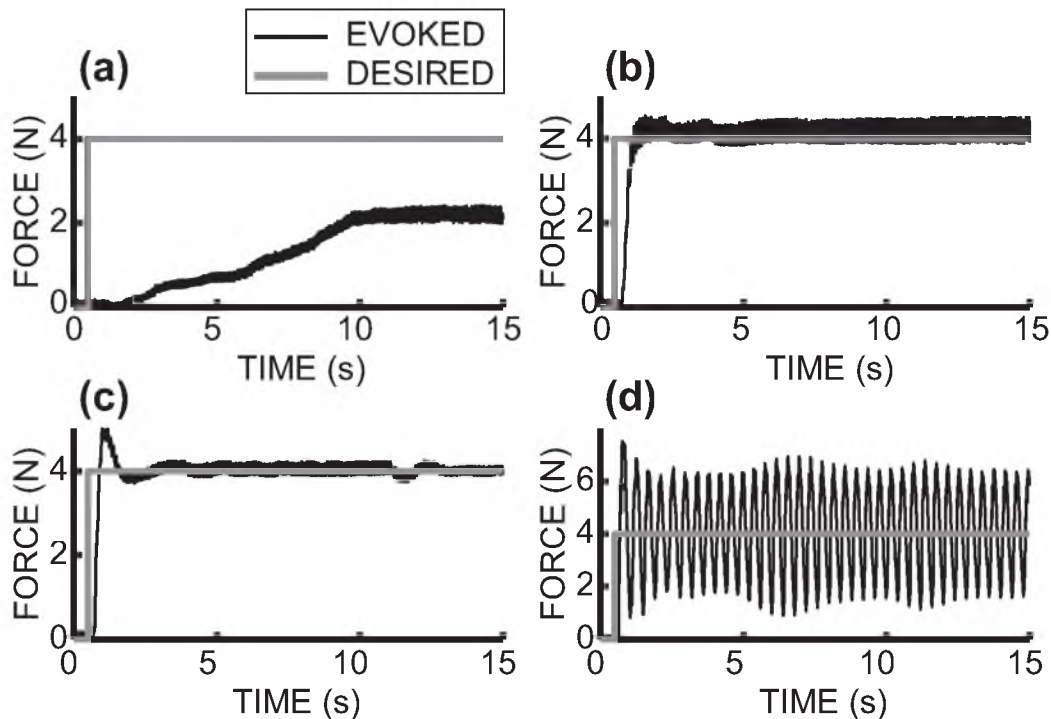 EVOKED
DESIRED
(a)
FORCE (N)
4
2
0
0 5 10 15
TIME (s)
(b)
FORCE (N)
4
2
0
0 5 10 15
TIME (s)
(c)
FORCE (N)
4
2
0
0 5 10 15
TIME (s)
(d)
FORCE (N)
6
4
2
0
0 5 10 15
TIME (s)